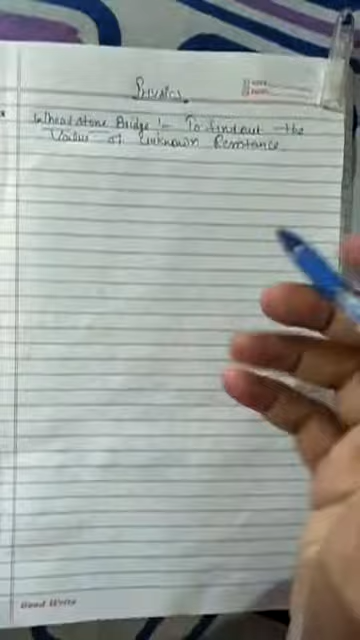 Physics
Wheatstone Bridge :- To find out the
Value of Unknown Resistance.
Good Write